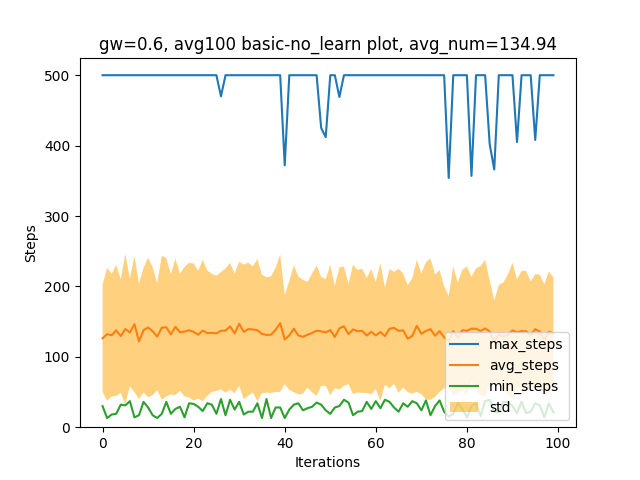 gw=0.6, avg100 basic-no_learn plot, avg_num=134.94
500
400
300
200
100
0
Steps
0 20 40 60 80 100
Iterations
max_steps
avg_steps
min_steps
std